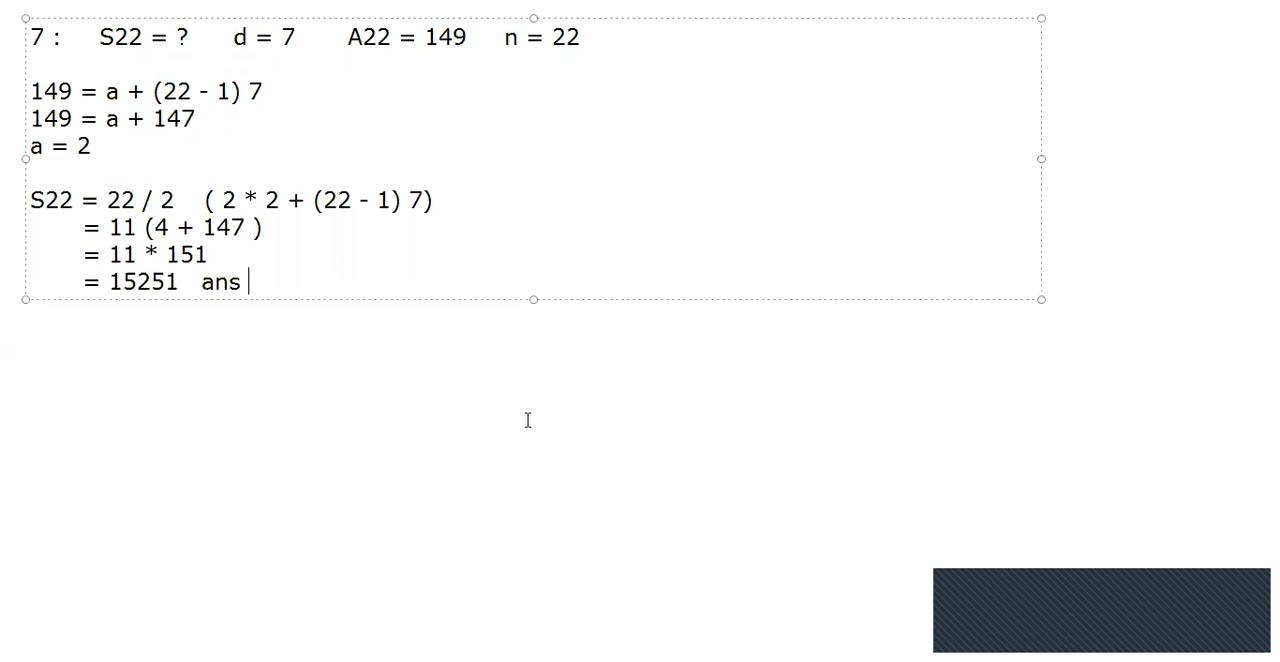 7 : S22 = ? d = 7 A22 = 149 n = 22
149 = a + (22 - 1) 7
149 = a + 147
a = 2
S22 = 22 / 2 ( 2 * 2 + (22 - 1) 7)
= 11 (4 + 147 )
= 11 * 151
= 15251 ans